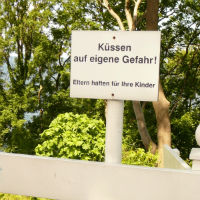 Küssen
auf eigene Gefahr!
Eltern haften für Ihre Kinder